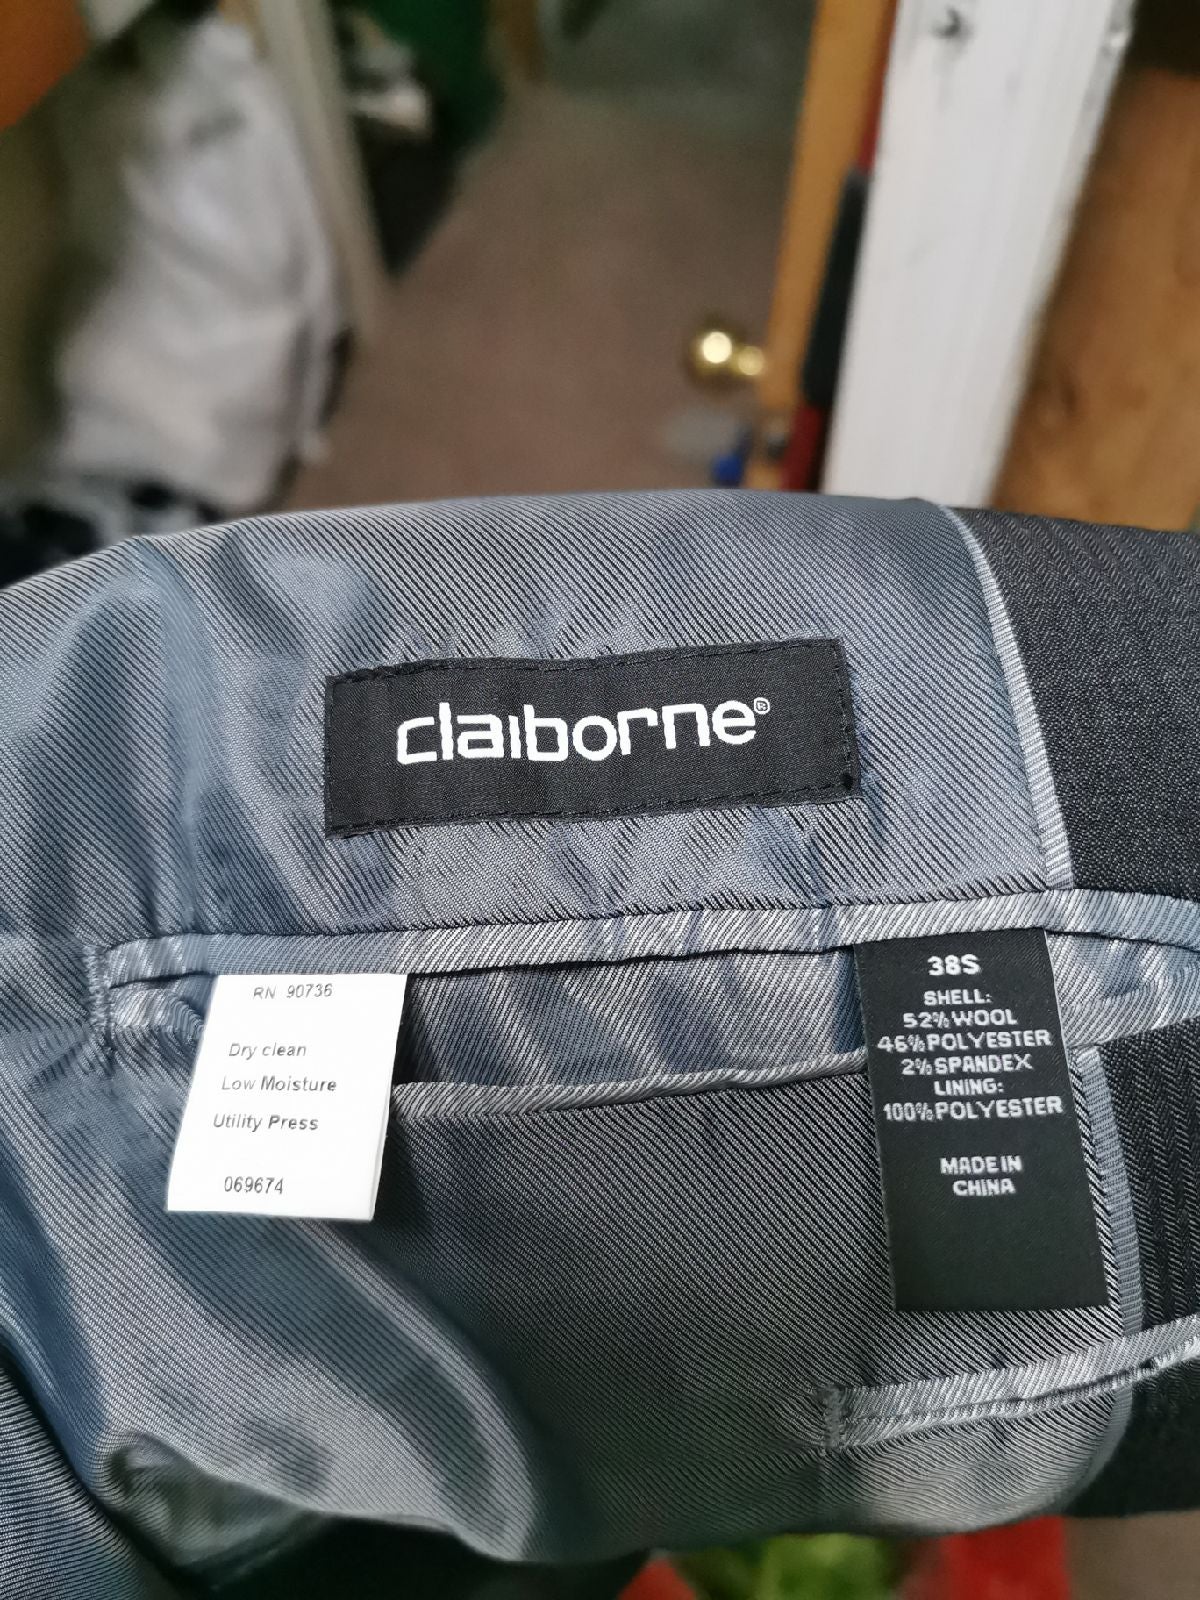 claiborne®
RN 90736
Dry clean
Low Moisture
Utility Press
069674
38S
SHELL:
52% WOOL
46% POLYESTER
2% SPANDEX
LINING:
100% POLYESTER
MADE IN
CHINA